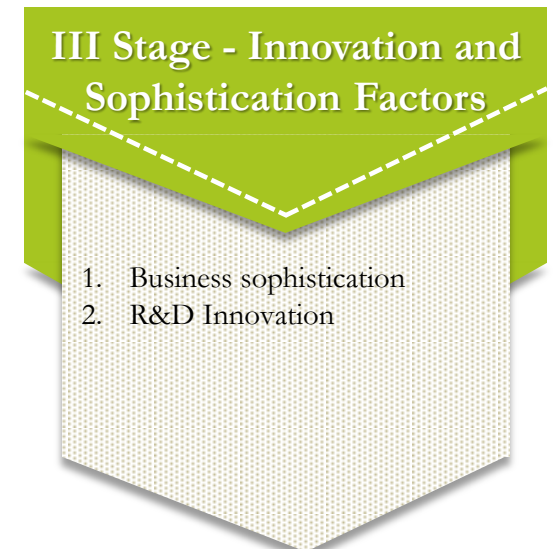 III Stage - Innovation and
Sophistication Factors
1. Business sophistication
2. R&D Innovation